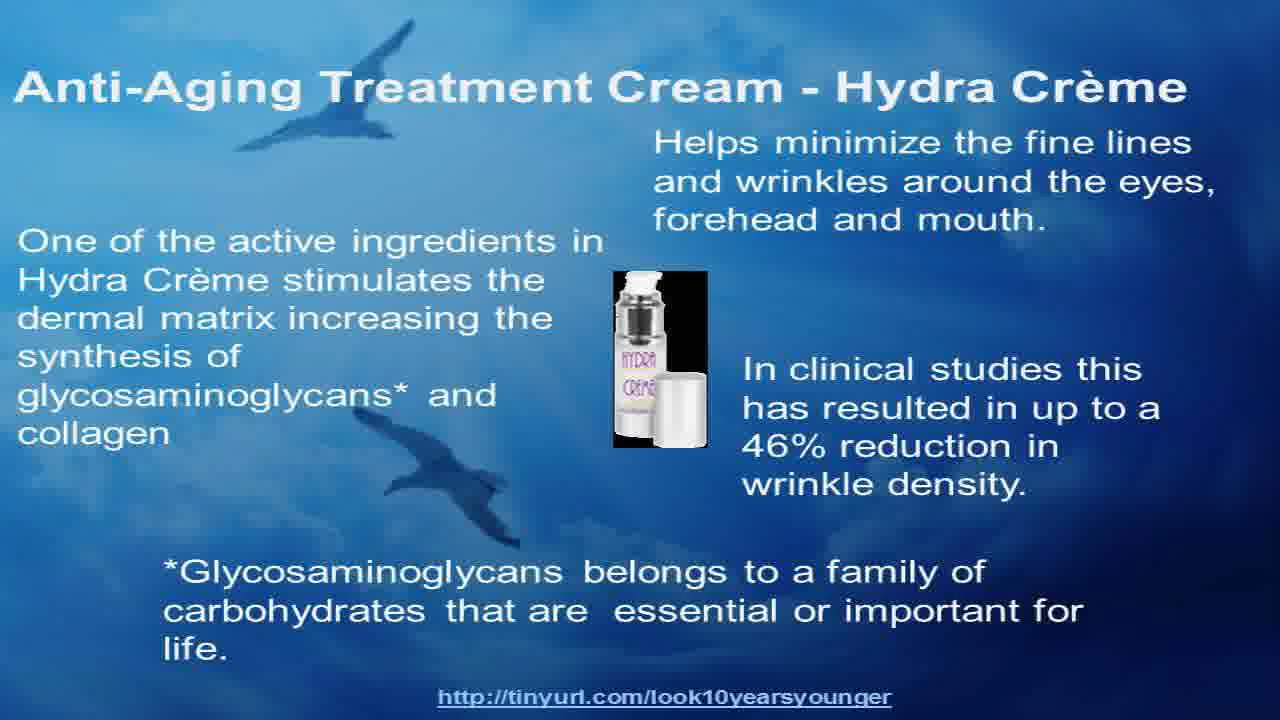 Anti-Aging Treatment Cream - Hydra Crème
Helps minimize the fine lines
and wrinkles around the eyes,
forehead and mouth.
One of the active ingredients in
Hydra Crème stimulates the
dermal matrix increasing the
synthesis of
glycosaminoglycans* and
collagen
HYDRA
CREME
In clinical studies this
has resulted in up to a
46% reduction in
wrinkle density.
*Glycosaminoglycans belongs to a family of
carbohydrates that are essential or important for
life.
http://tinyurl.com/look10yearsyounger